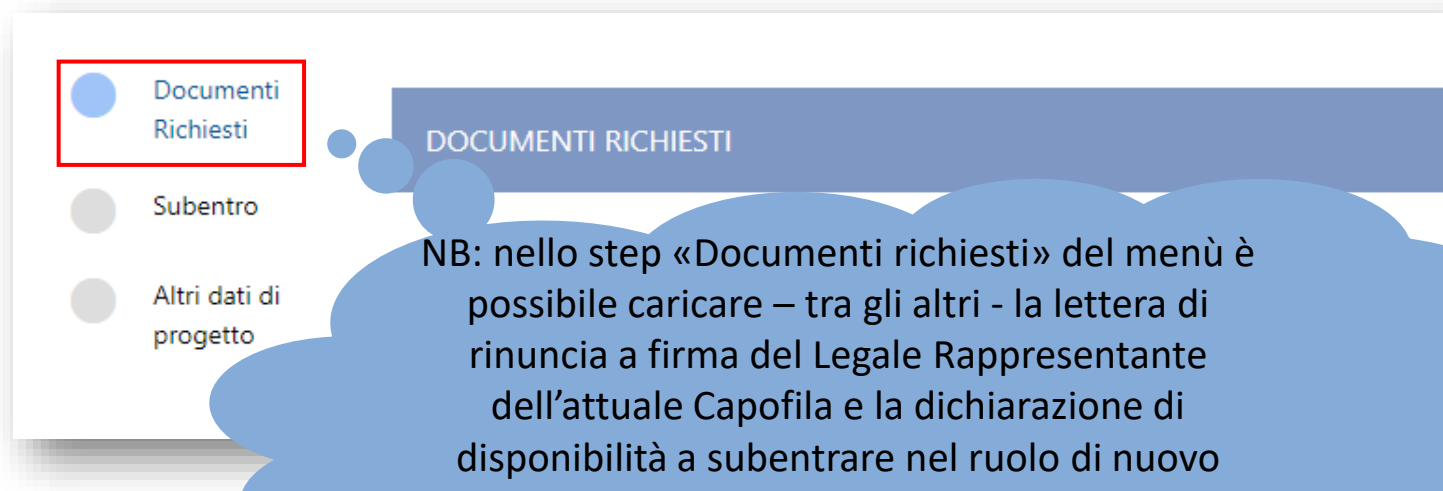 Documenti
Richiesti
Subentro
Altri dati di
progetto
DOCUMENTI RICHIESTI
NB: nello step «Documenti richiesti» del menù è
possibile caricare – tra gli altri - la lettera di
rinuncia a firma del Legale Rappresentante
dell’attuale Capofila e la dichiarazione di
disponibilità a subentrare nel ruolo di nuovo